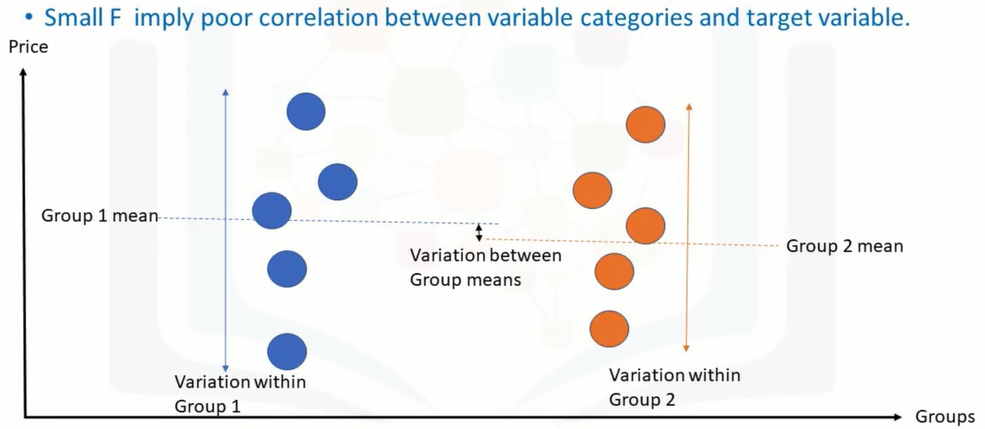 • Small F  imply poor correlation between variable categories and target variable.
Price
Group 1 mean
Variation between
Group means
Group 2 mean
Variation within
Group 1
Variation within
Group 2
Groups